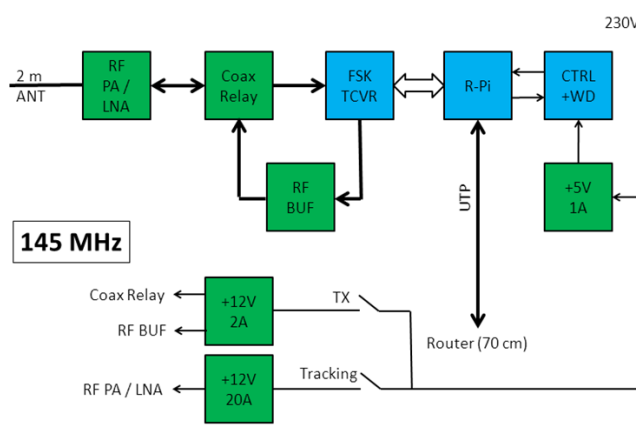 230V
2 m
ANT
RF
PA /
LNA
Coax
Relay
FSK
TCVR
R-Pi
CTRL
+WD
RF
BUF
UTP
+5V
1A
145 MHz
Coax Relay
RF BUF
+12V
2A
TX
Router (70 cm)
RF PA / LNA
+12V
20A
Tracking